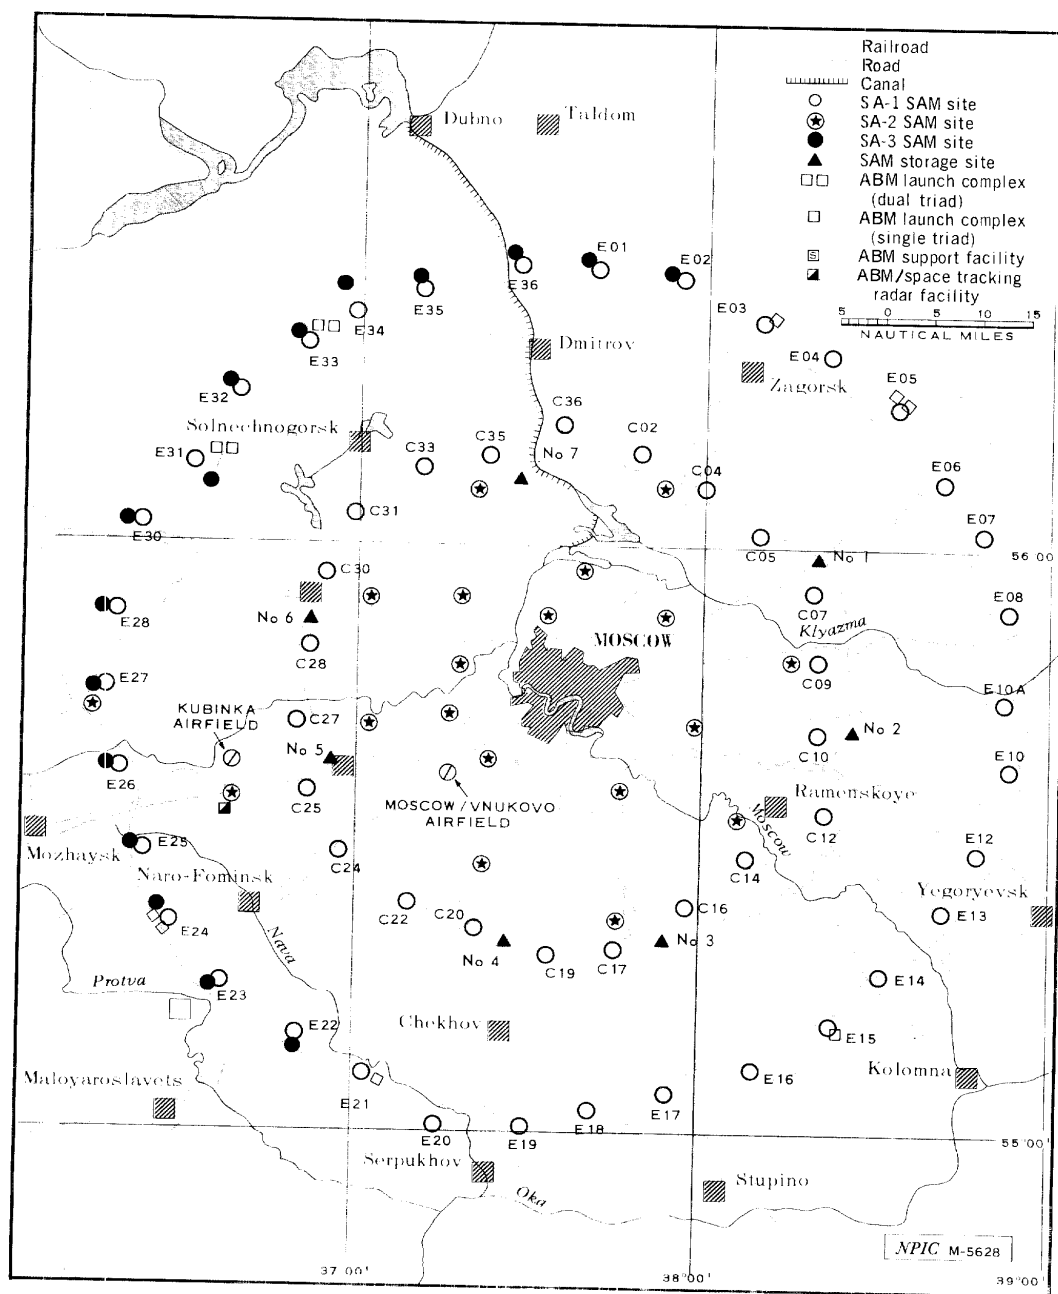 Railroad
Road
Canal
SA-1 SAM site
SA-2 SAM site
SA-3 SAM site
SAM storage site
ABM launch complex
(dual triad)
ABM launch complex
(single triad)
S ABM support facility
ABM/space tracking
radar facility
5 0 5 10 15
NAUTICAL MILES
Dubno
Taldom
E01
E02
E36
E35
E03
E34
E33
Dmitrov
E04
Zagorsk
E05
E32
Solnechnogorsk
C36
E31
C33
C35
No 7
C02
C04
E06
C31
E07
E30
C05
56 00'
C30
No 1
E28
No 6
C07
E08
Klyazma
MOSCOW
C28
C09
E27
E10A
KUBINKA
AIRFIELD
C27
No 5
C10
No 2
E26
C25
E10
MOSCOW/VNUKOVO
AIRFIELD
Ramenskoye
Moscow
C12
Mozhaysk
E25
C24
E12
Naro-Fominsk
C14
Yegoryevsk
E24
C22
C20
C16
E13
Nava
No 4
C19
C17
No 3
Protva
E23
E14
E22
Chekhov
E15
Maloyaroslavets
E21
E16
Kolomna
E20
E19
E18
E17
55 00'
Serpukhov
Oka
Stupino
NPIC M-5628
37 00'
38 00'
39°00'